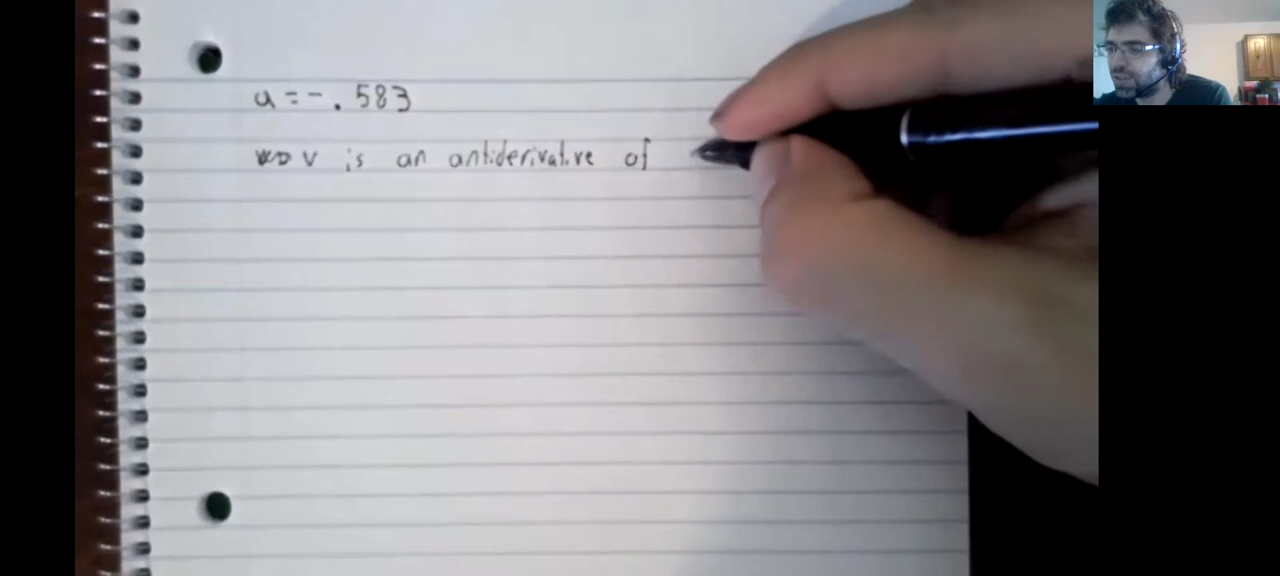 a = -.583
v is an antiderivative of